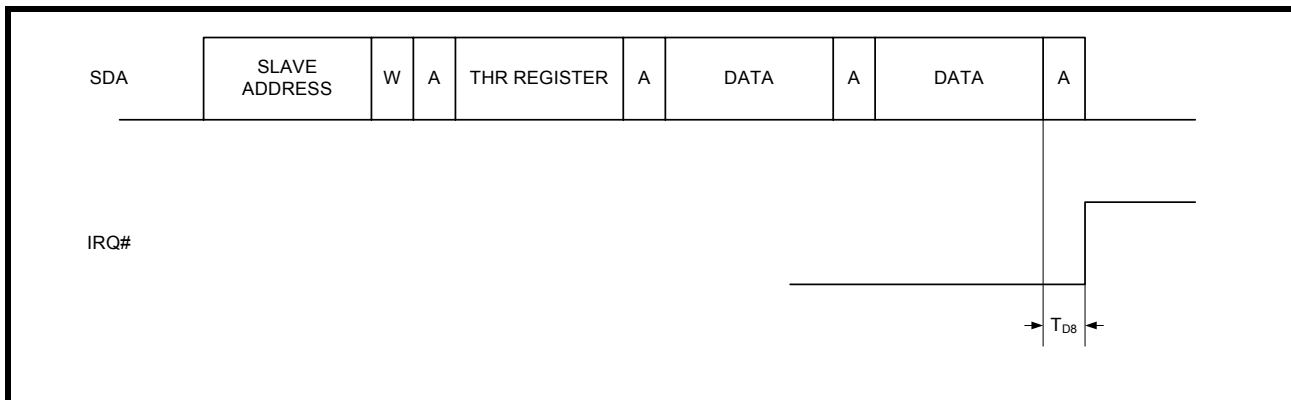 SDA
SLAVE
ADDRESS
W
A
THR REGISTER
A
DATA
A
DATA
A
IRQ#
TD8